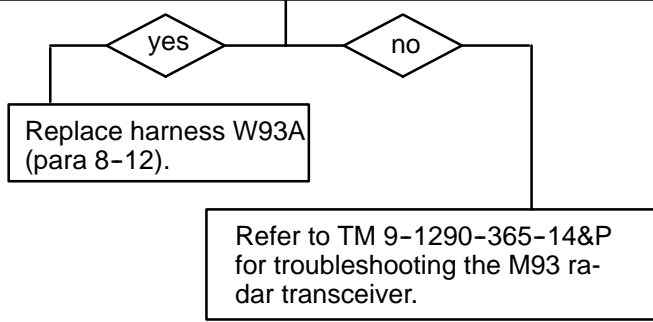 yes
no
Replace harness W93A
(para 8-12).
Refer to TM 9-1290-365-14&P
for troubleshooting the M93 ra-
dar transceiver.